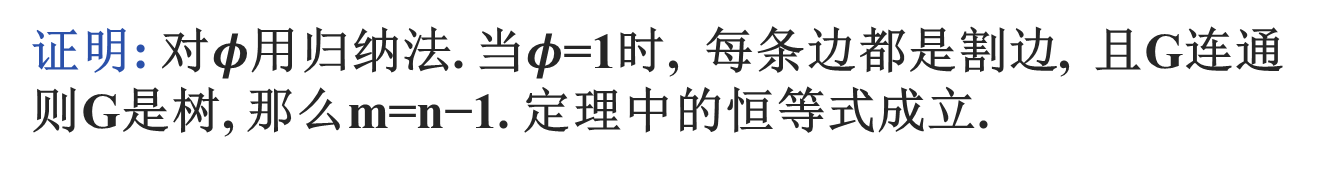 证明: 对ϕ用归纳法. 当ϕ=1时, 每条边都是割边, 且G连通
则G是树, 那么m=n−1. 定理中的恒等式成立.